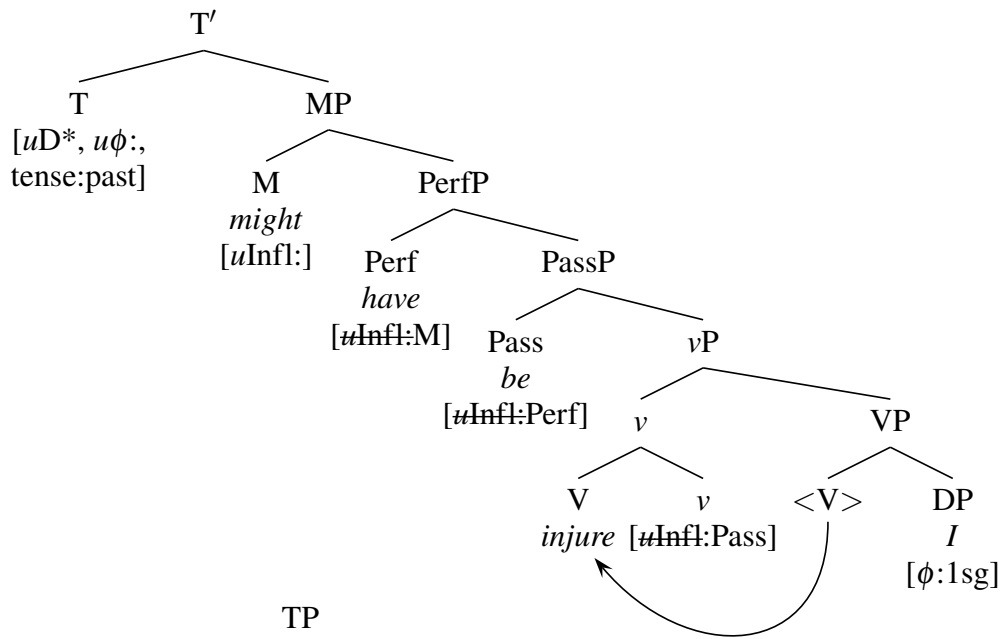 T′
T MP
[uD*, uϕ:,
tense:past]
M PerfP
might
[uInfl:]
Perf PassP
have
[uInfl:M]
Pass vP
be
[uInfl:Perf]
v VP
V v <V> DP
injure [uInfl:Pass] I
[ϕ:1sg]
TP